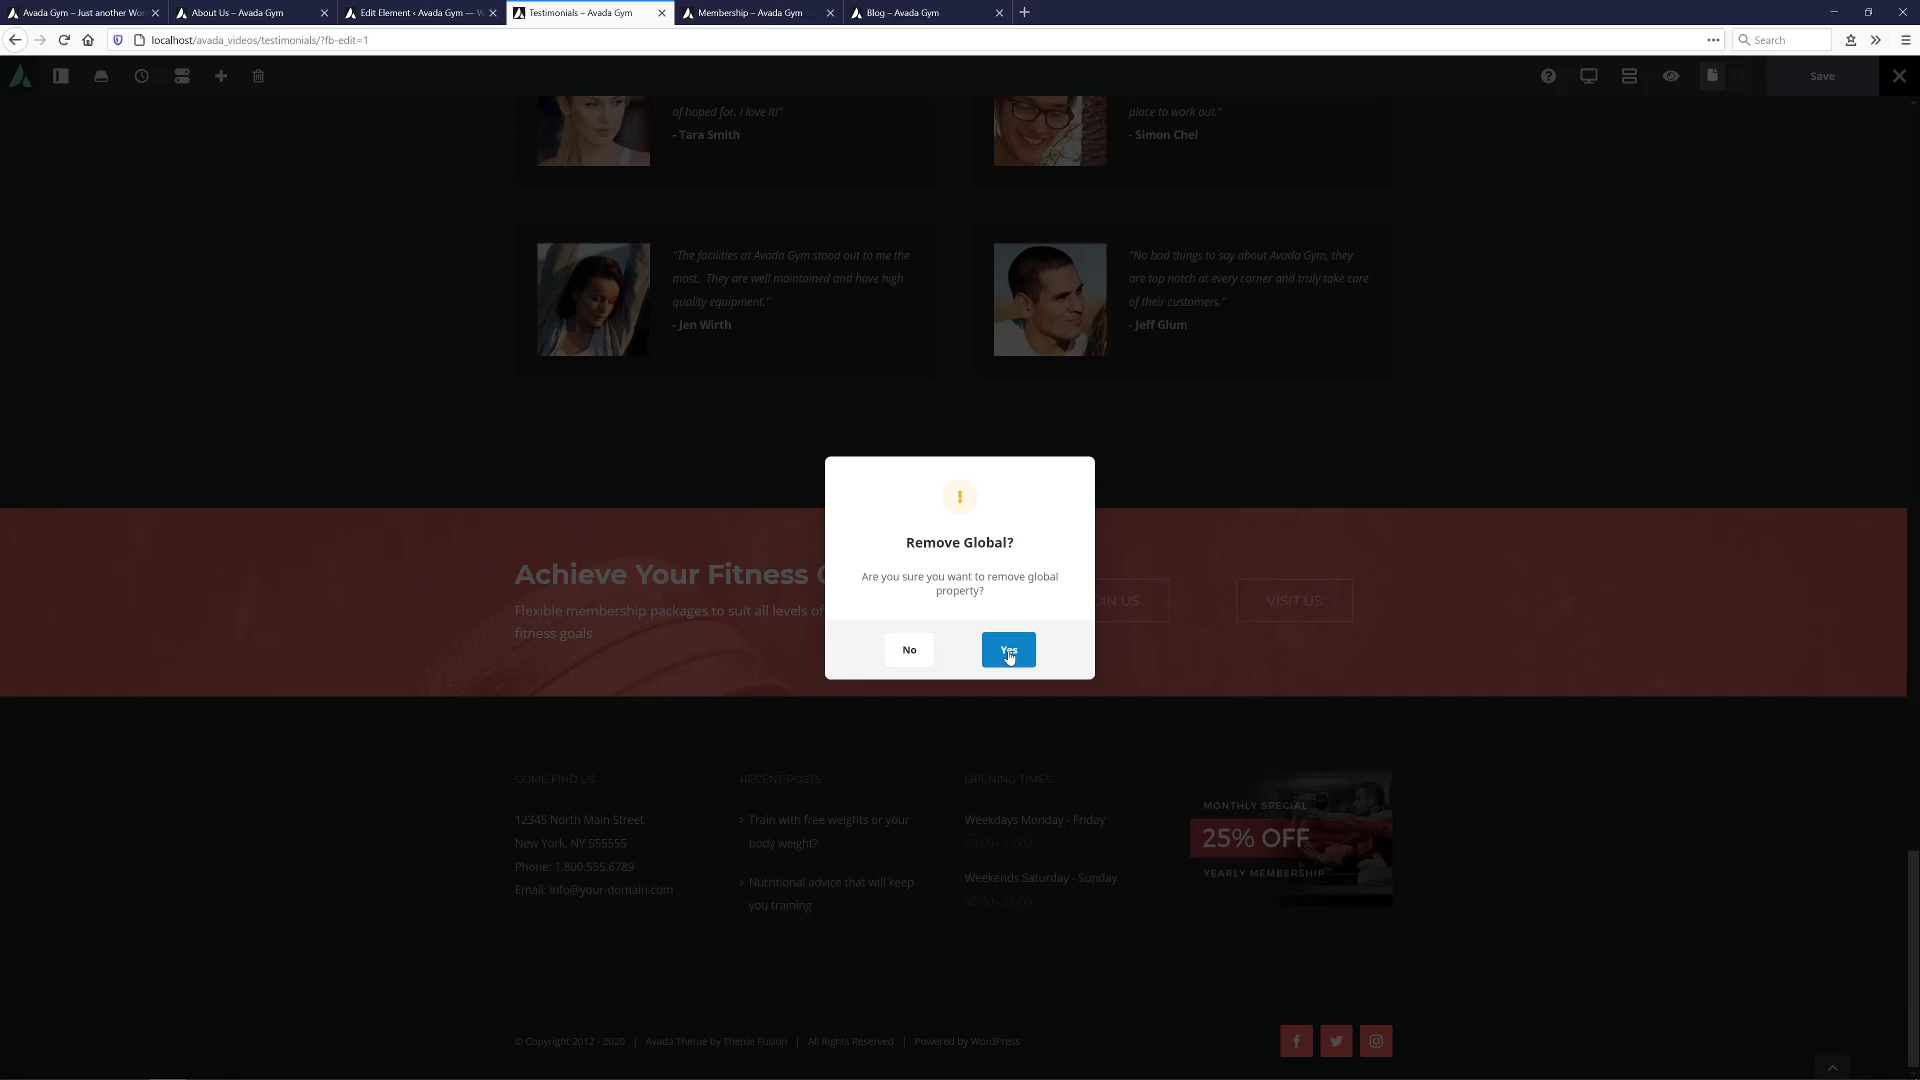 Avada Gym – Just another Wo
About Us – Avada Gym
Edit Element ‹ Avada Gym — W
Testimonials – Avada Gym
Membership – Avada Gym
Blog – Avada Gym
localhost/avada_videos/testimonials/?fb-edit=1
Search
Save
of hoped for. I love it!"
- Tara Smith
place to work out."
- Simon Chel
"The facilities at Avada Gym stood out to me the
most. They are well maintained and have high
quality equipment."
- Jen Wirth
"No bad things to say about Avada Gym, they
are top notch at every corner and truly take care
of their customers."
- Jeff Glum
Remove Global?
Are you sure you want to remove global
property?
No
Yes
Achieve Your Fitness
Flexible membership packages to suit all levels of
fitness goals
IN US
VISIT US
COME FIND US
12345 North Main Street
New York, NY 555555
Phone: 1.800.555.6789
Email: info@your-domain.com
RECENT POSTS
› Train with free weights or your
body weight?
› Nutritional advice that will keep
you training
OPENING TIMES
Weekdays Monday - Friday
Weekends Saturday - Sunday
MONTHLY SPECIAL
25% OFF
YEARLY MEMBERSHIP
© Copyright 2012 - 2020 | Avada Theme by Theme Fusion | All Rights Reserved | Powered by WordPress